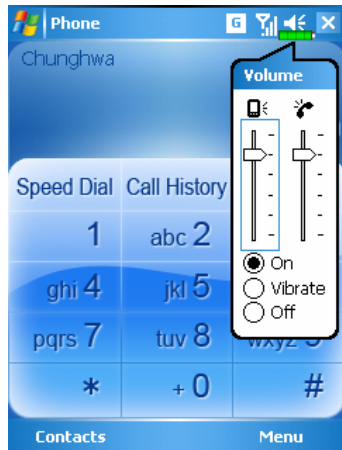 Phone G
Chunghwa
Volume
Speed Dial Call History
1 abc 2
On
ghi 4 jkl 5 Vibrate
Off
pqrs 7 tuv 8 wxyz 9
* + 0 #
Contacts Menu